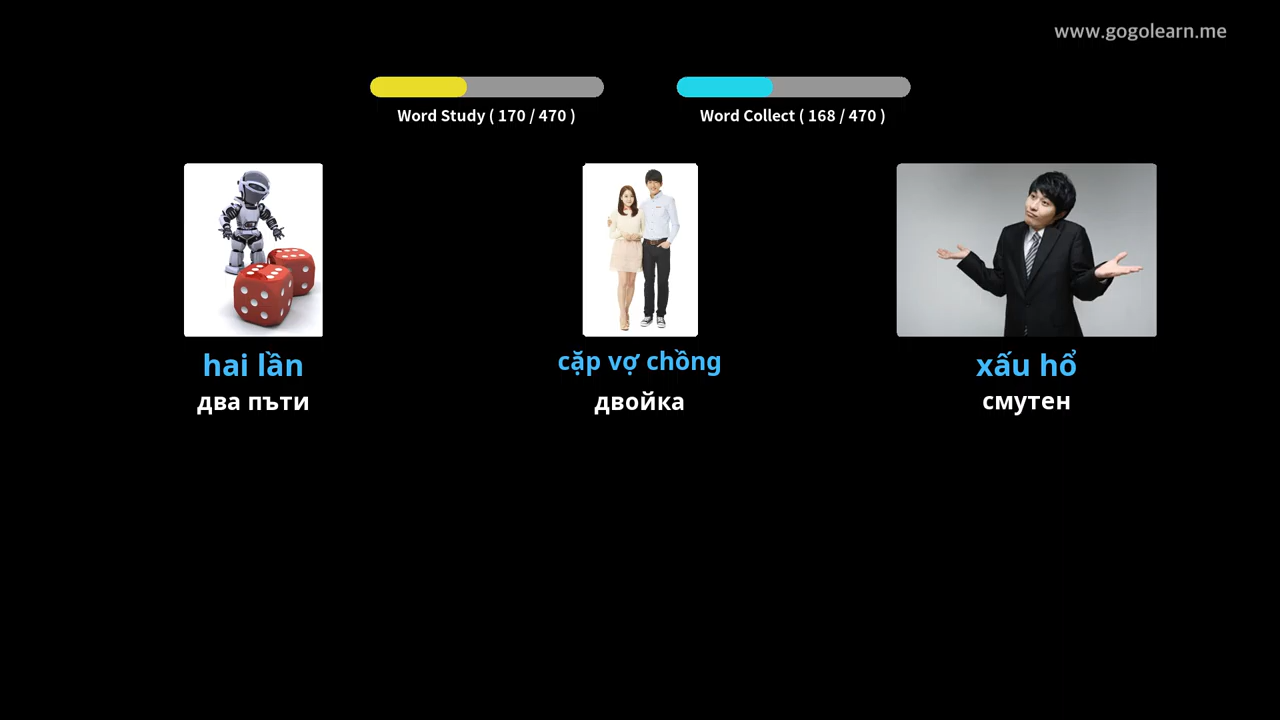 www.gogolearn.me
Word Study ( 170 / 470 )
Word Collect ( 168 / 470 )
hai lần
два пъти
cặp vợ chồng
двойка
xấu hổ
смутен